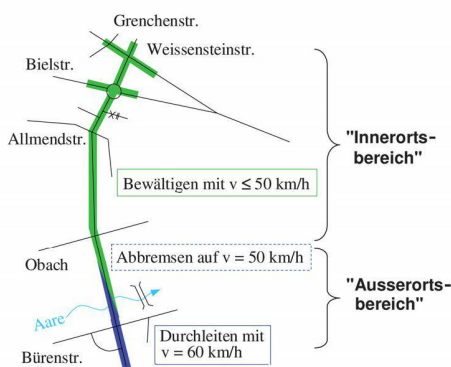 Grenchenstr.
Weissensteinstr.
Bielstr.
Allmendstr.
"Innerorts-
bereich"
Bewältigen mit v ≤ 50 km/h
Obach
Abbremsen auf v = 50 km/h
"Ausserorts-
bereich"
Aare
Durchleiten mit
v = 60 km/h
Bürenstr.